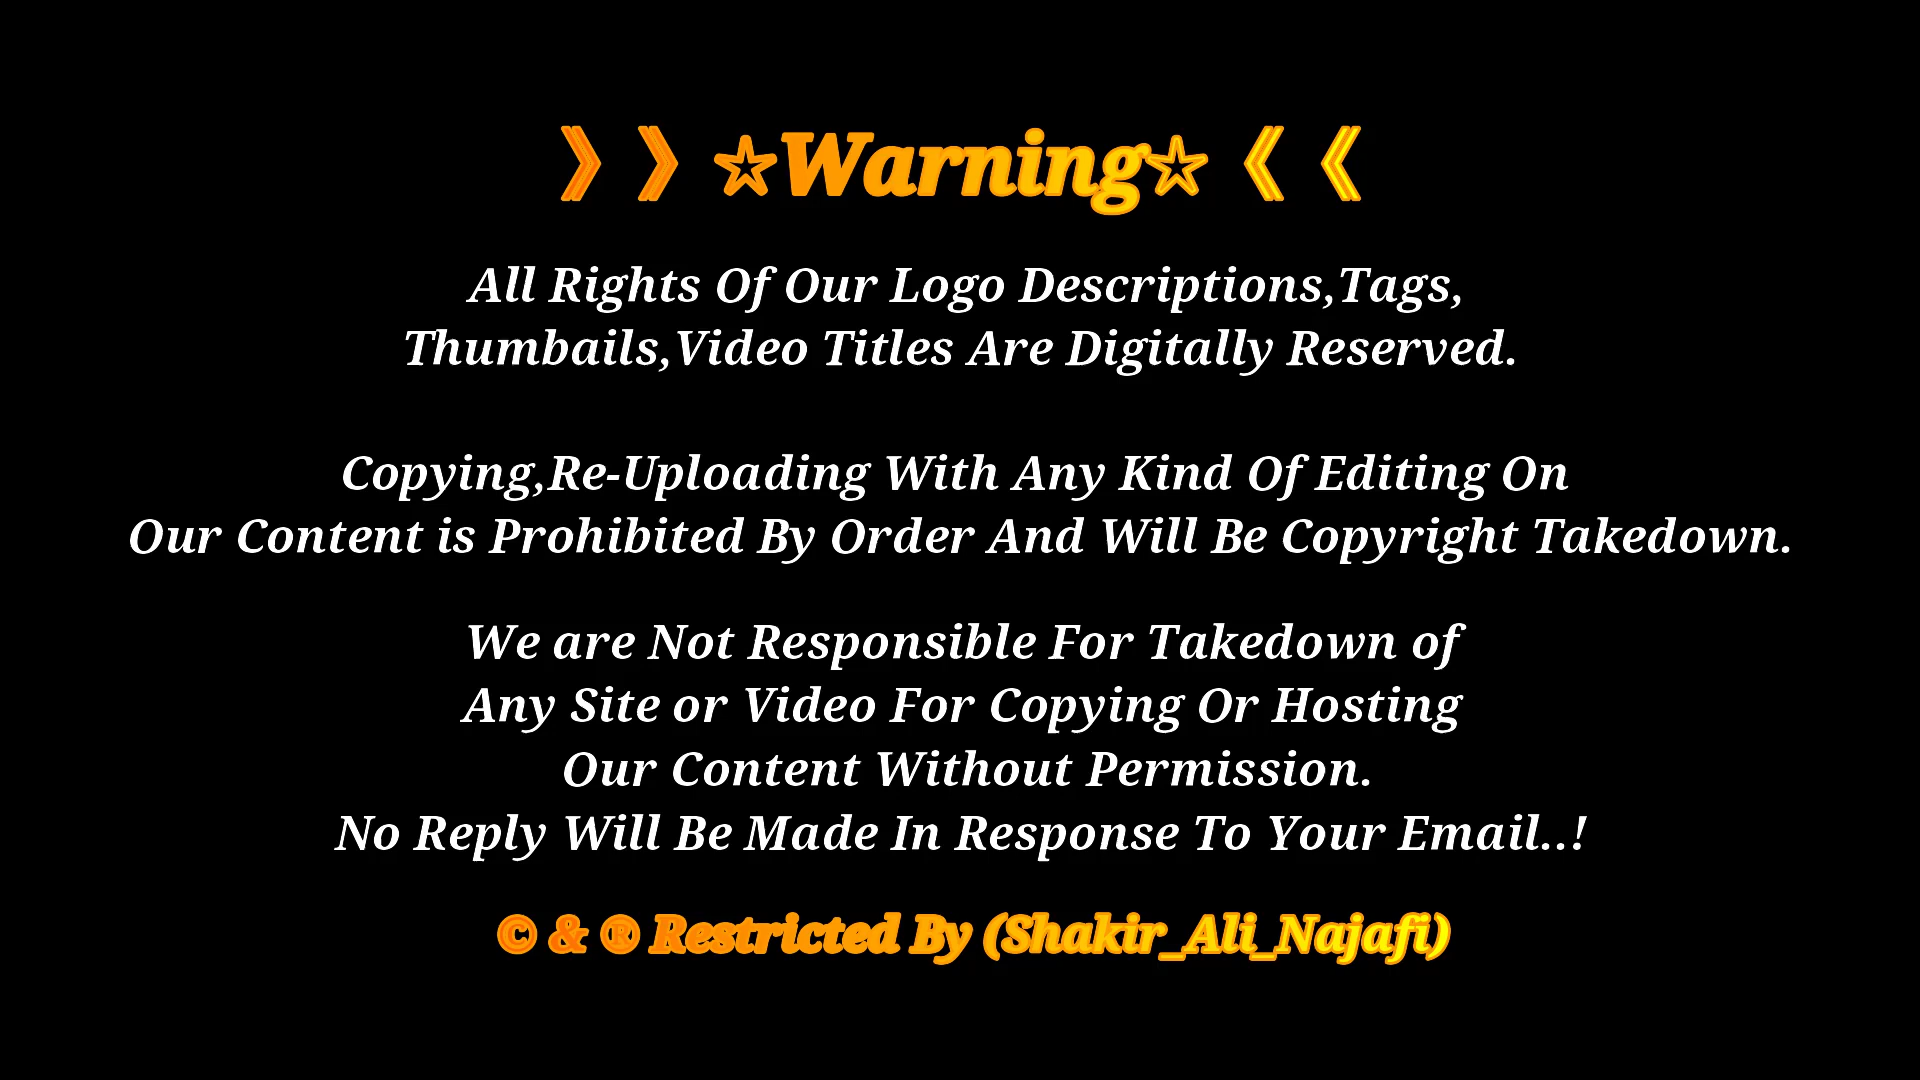 》》☆Warning☆《《
All Rights Of Our Logo Descriptions,Tags,
Thumbails,Video Titles Are Digitally Reserved.
Copying,Re-Uploading With Any Kind Of Editing On
Our Content is Prohibited By Order And Will Be Copyright Takedown.
We are Not Responsible For Takedown of
Any Site or Video For Copying Or Hosting
Our Content Without Permission.
No Reply Will Be Made In Response To Your Email..!
© & ® Restricted By (Shakir_Ali_Najafi)